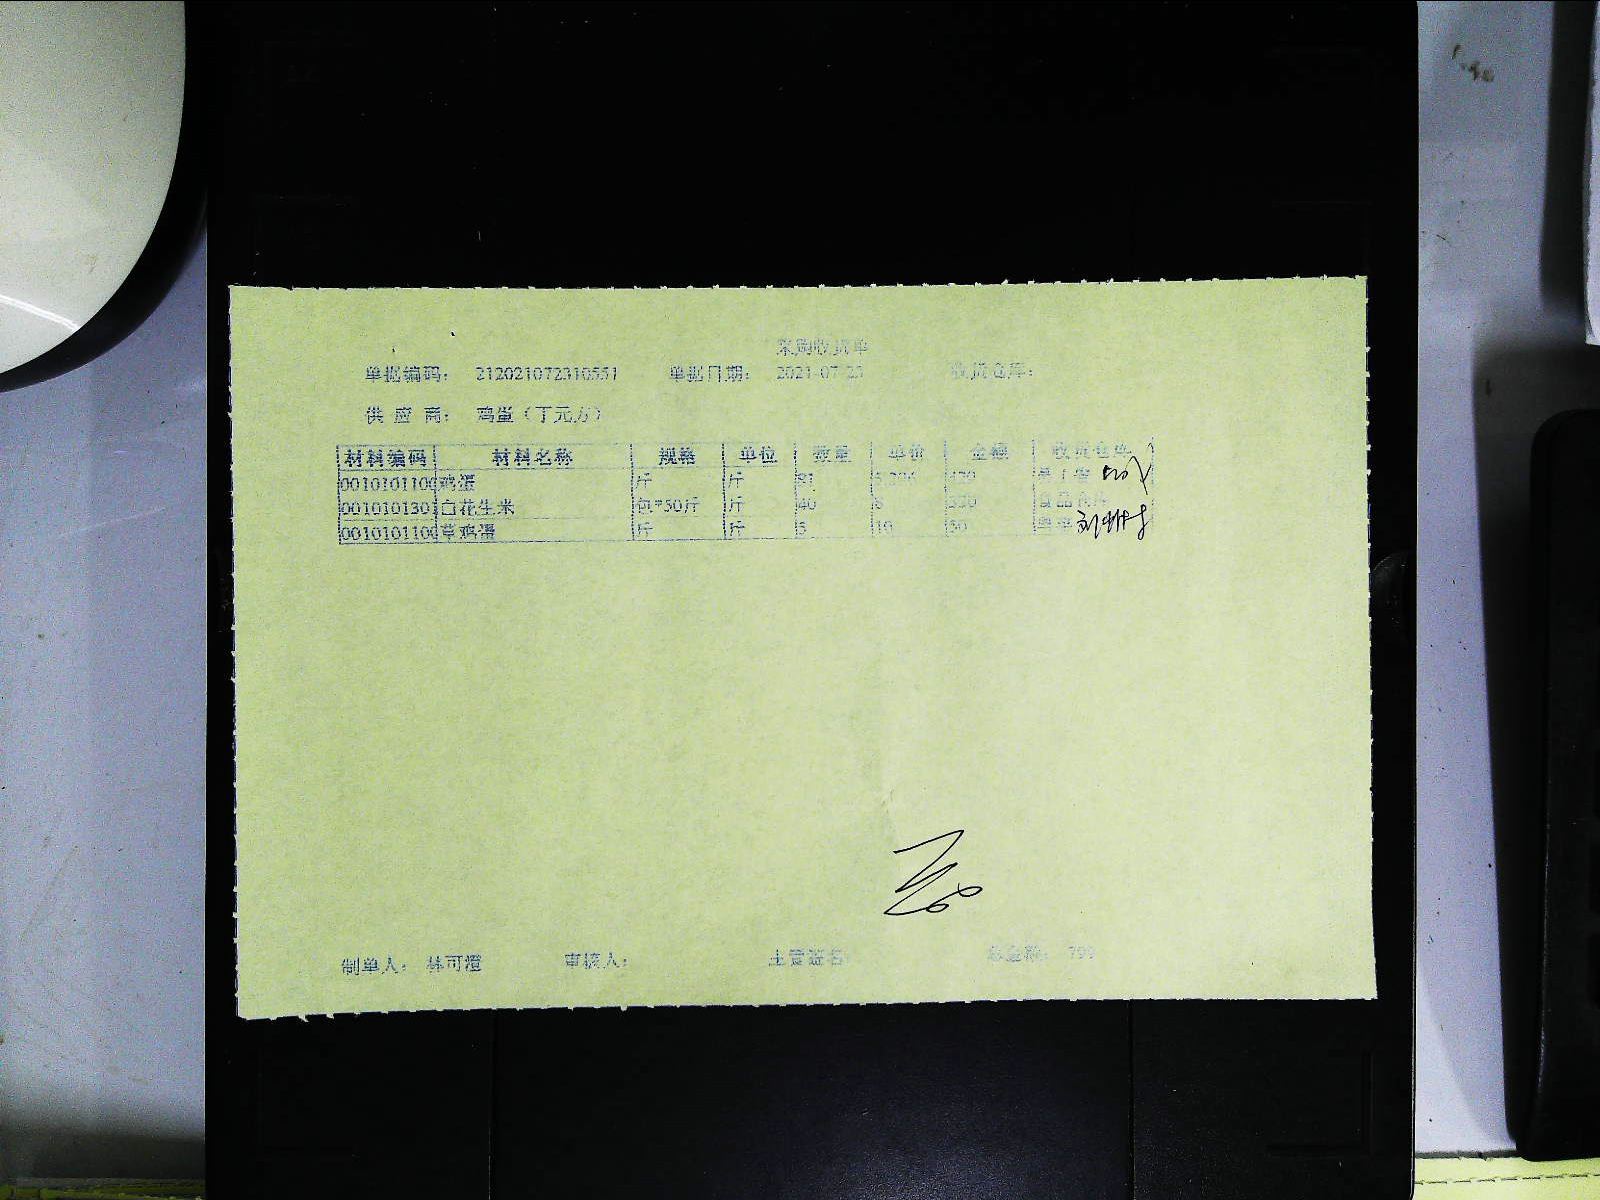 采购收货单
单据编码： 212021072310551 单据日期： 2021-07-23 收货仓库：
供 应 商： 鸡蛋（丁元方）
材料编码 材料名称 规格 单位 数量 单价 金额 收货仓库
0010101100 鸡蛋 斤 斤 81
0010101301 白花生米 包*50斤 斤 40 8
0010101100 草鸡蛋 斤 斤 5 10 50
制单人： 林可澄 审核人： 主管签名： 总金额： 799